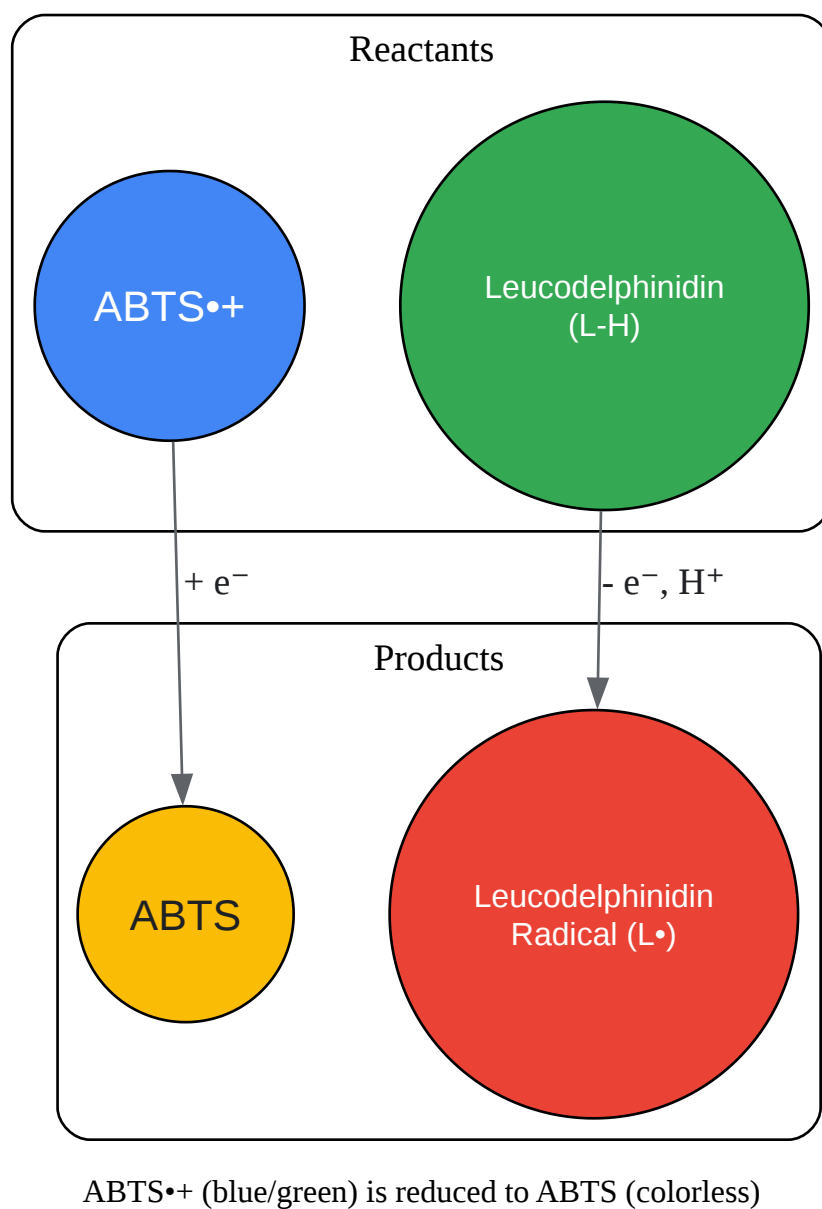 Reactants
ABTS•+
Leucodelphinidin
(L-H)
+ e⁻
- e⁻, H⁺
Products
ABTS
Leucodelphinidin
Radical (L•)
ABTS•+ (blue/green) is reduced to ABTS (colorless)